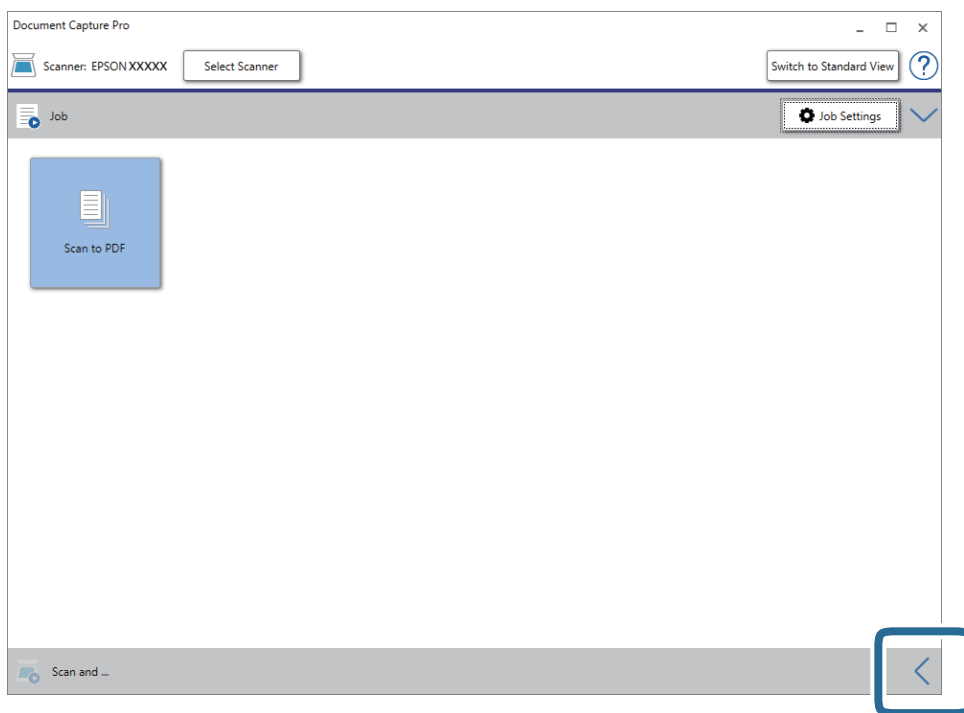 Document Capture Pro
Scanner: EPSON XXXXX Select Scanner Switch to Standard View ?
Job Job Settings
Scan to PDF
Scan and ...